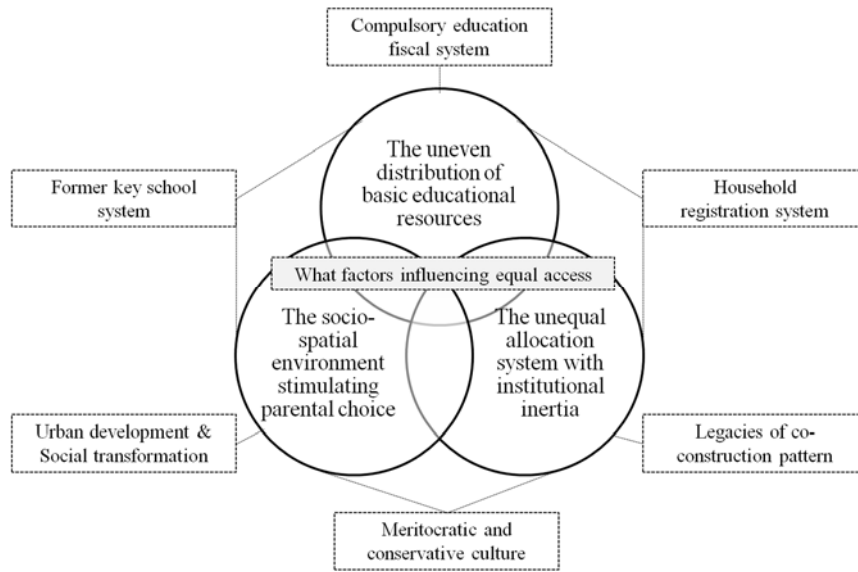 Compulsory education
fiscal system
The uneven
distribution of
basic educational
resources
Former key school
system
Household
registration system
What factors influencing equal access
The socio-
spatial
environment
stimulating
parental choice
The unequal
allocation
system with
institutional
inertia
Urban development &
Social transformation
Legacies of co-
construction pattern
Meritocratic and
conservative culture